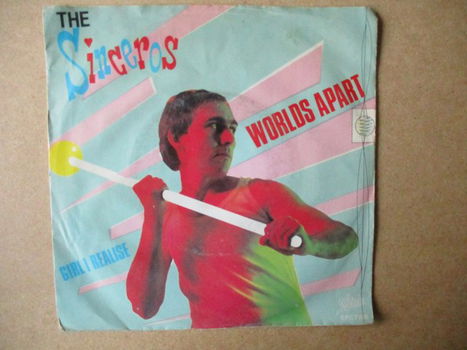 THE
Sinceros
WORLDS APART
GIRL I REALISE